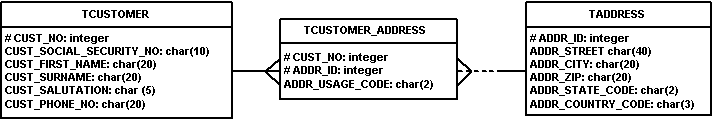 TCUSTOMER
# CUST_NO: integer
CUST_SOCIAL_SECURITY_NO: char(10)
CUST_FIRST_NAME: char(20)
CUST_SURNAME: char(20)
CUST_SALUTATION: char (5)
CUST_PHONE_NO: char(20)
TCUSTOMER_ADDRESS
# CUST_NO: integer
# ADDR_ID: integer
ADDR_USAGE_CODE: char(2)
TADDRESS
# ADDR_ID: integer
ADDR_STREET char(40)
ADDR_CITY: char(20)
ADDR_ZIP: char(20)
ADDR_STATE_CODE: char(2)
ADDR_COUNTRY_CODE: char(3)